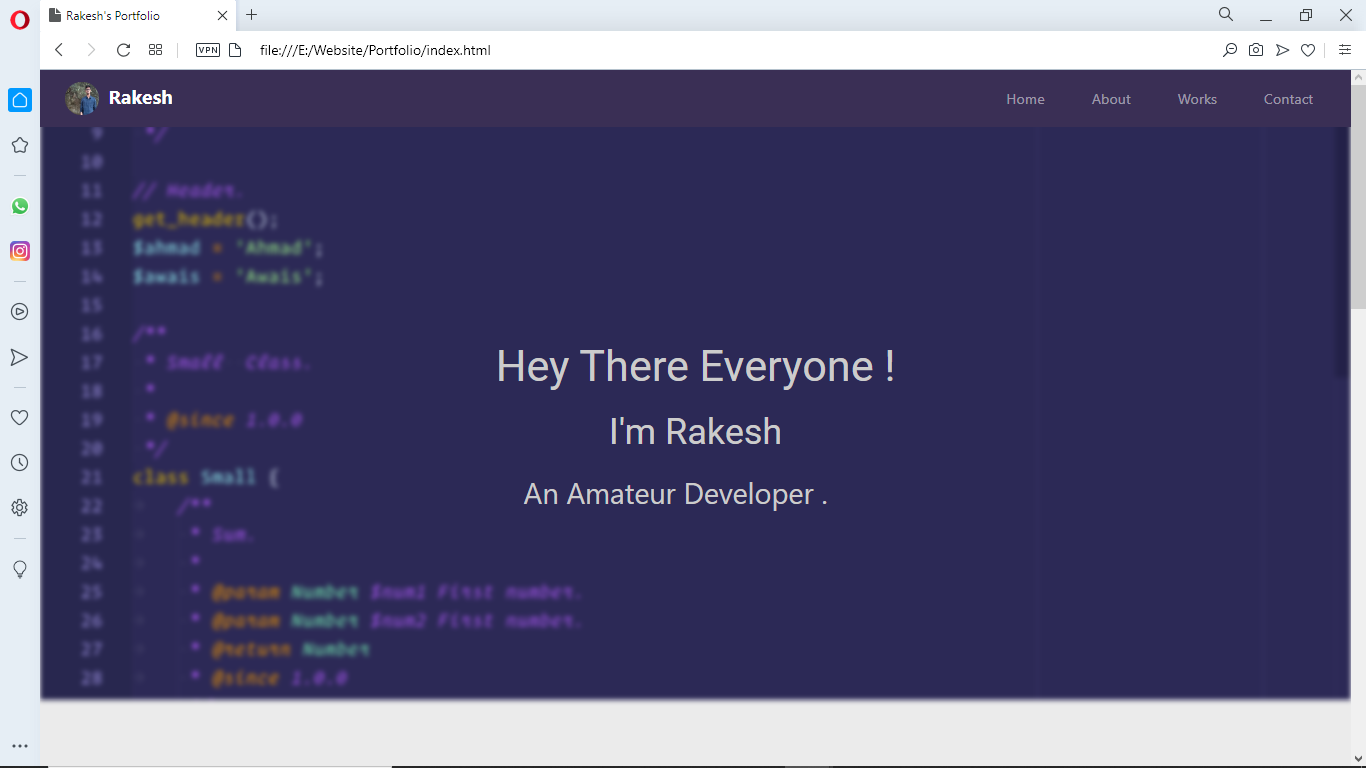 Rakesh's Portfolio
VPN
file:///E:/Website/Portfolio/index.html
Rakesh
Home About Works Contact
9 */
10
11 // Header.
12 get_header();
13 $ahmad = 'Ahmad';
14 $awais = 'Awais';
15
16 /**
17 * Small Class.
18 *
19 * @since 1.0.0
20 */
21 class Small {
22 /**
23 * Sum.
24 *
25 * @param Number $num1 First number.
26 * @param Number $num2 First number.
27 * @return Number
28 * @since 1.0.0
Hey There Everyone !
I'm Rakesh
An Amateur Developer .